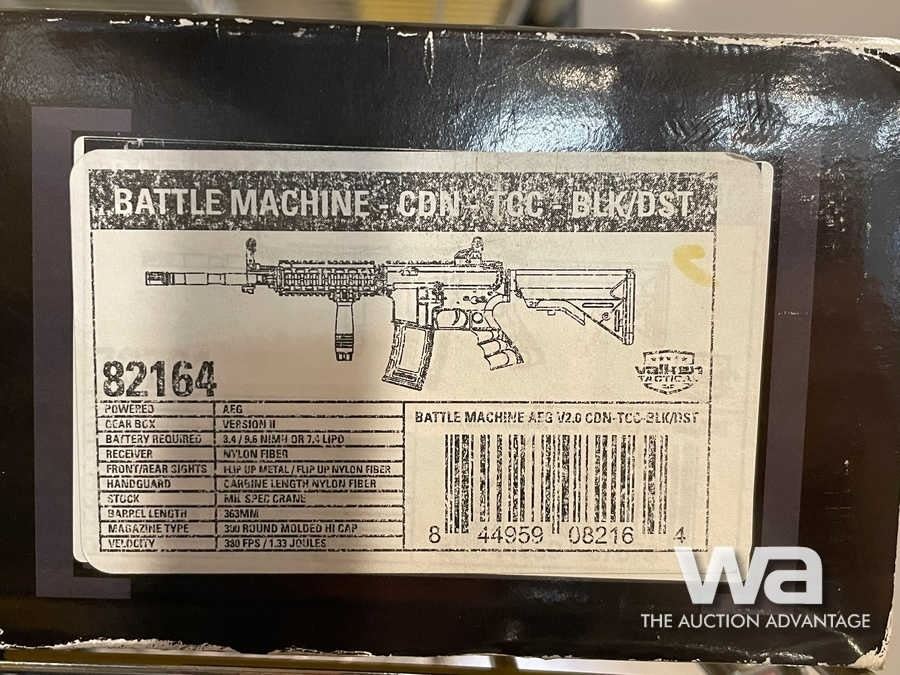 BATTLE MACHINE - CDN - TCC - BLK/DST
82164
valken
TACTICAL
POWERED AEG
GEAR BOX VERSION II
BATTERY REQUIRED 8.4 / 9.6 NIMH OR 7.4 LIPO
RECEIVER NYLON FIBER
FRONT/REAR SIGHTS FLIP UP METAL / FLIP UP NYLON FIBER
HANDGUARD CARBINE LENGTH NYLON FIBER
STOCK MIL SPEC CRANE
BARREL LENGTH 363MM
MAGAZINE TYPE 300 ROUND MOLDED HI CAP
VELOCITY 380 FPS / 1.33 JOULES
BATTLE MACHINE AEG V2.0 CDN-TCC-BLK/DST
8 44959 08216 4
wa
THE AUCTION ADVANTAGE